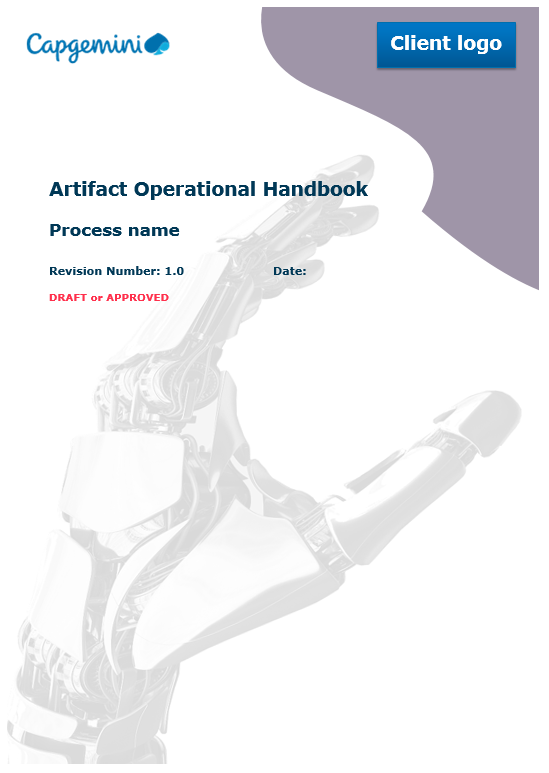 Capgemini
Client logo
Artifact Operational Handbook
Process name
Revision Number: 1.0 Date:
DRAFT or APPROVED